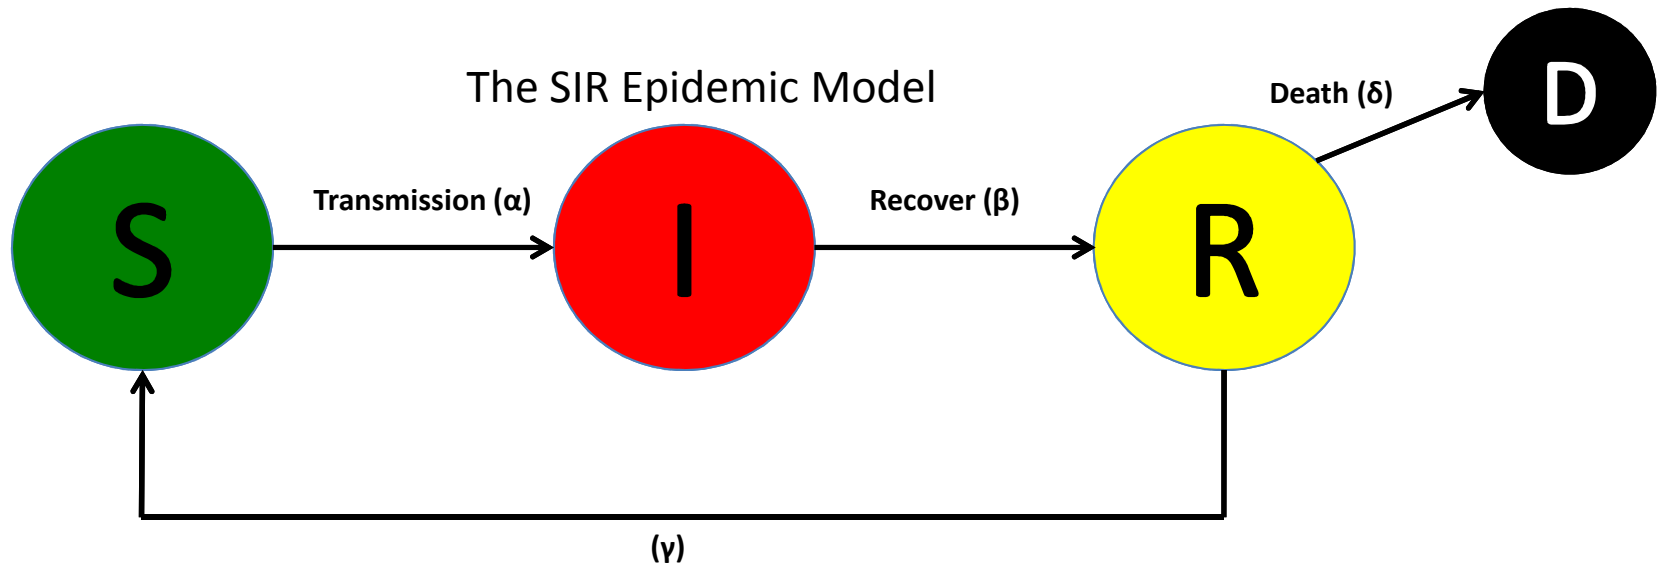 The SIR Epidemic Model
Death (δ)
D
Transmission (α)
Recover (β)
S
I
R
(γ)